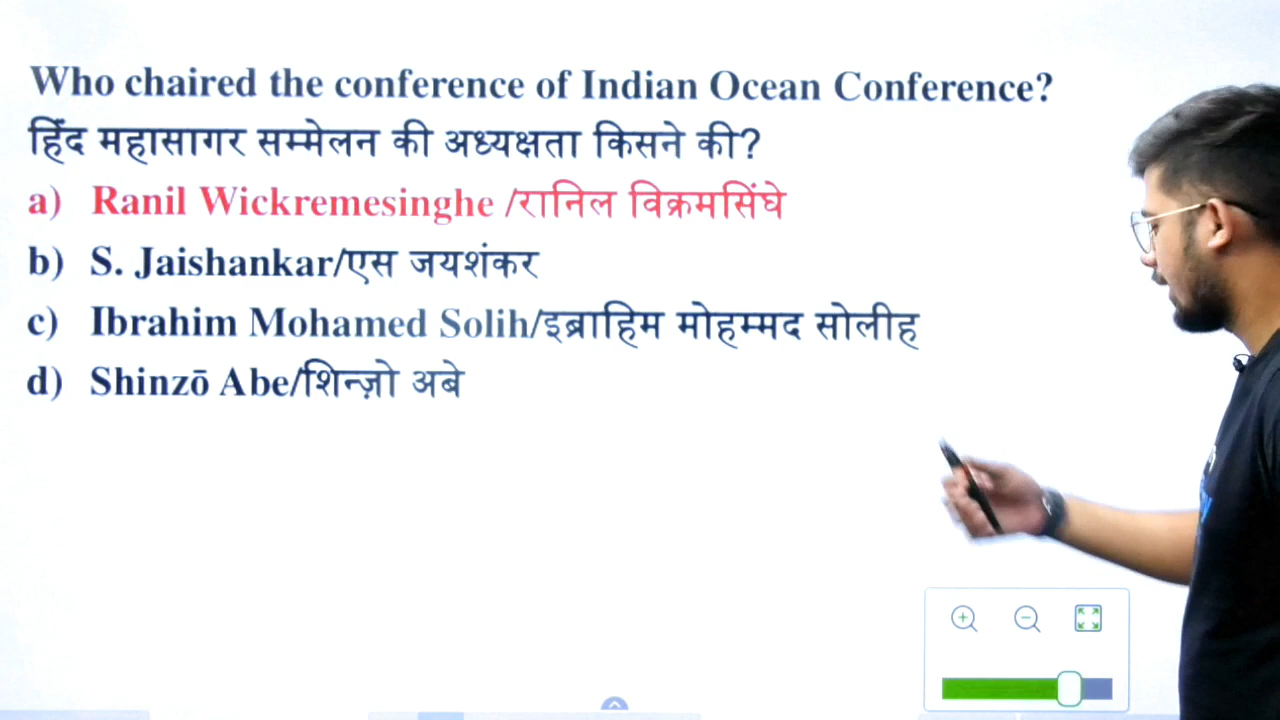 Who chaired the conference of Indian Ocean Conference?
हिंद महासागर सम्मेलन की अध्यक्षता किसने की?
a) Ranil Wickremesinghe /रानिल विक्रमसिंघे
b) S. Jaishankar/एस जयशंकर
c) Ibrahim Mohamed Solih/इब्राहिम मोहम्मद सोलीह
d) Shinzō Abe/शिन्ज़ो अबे